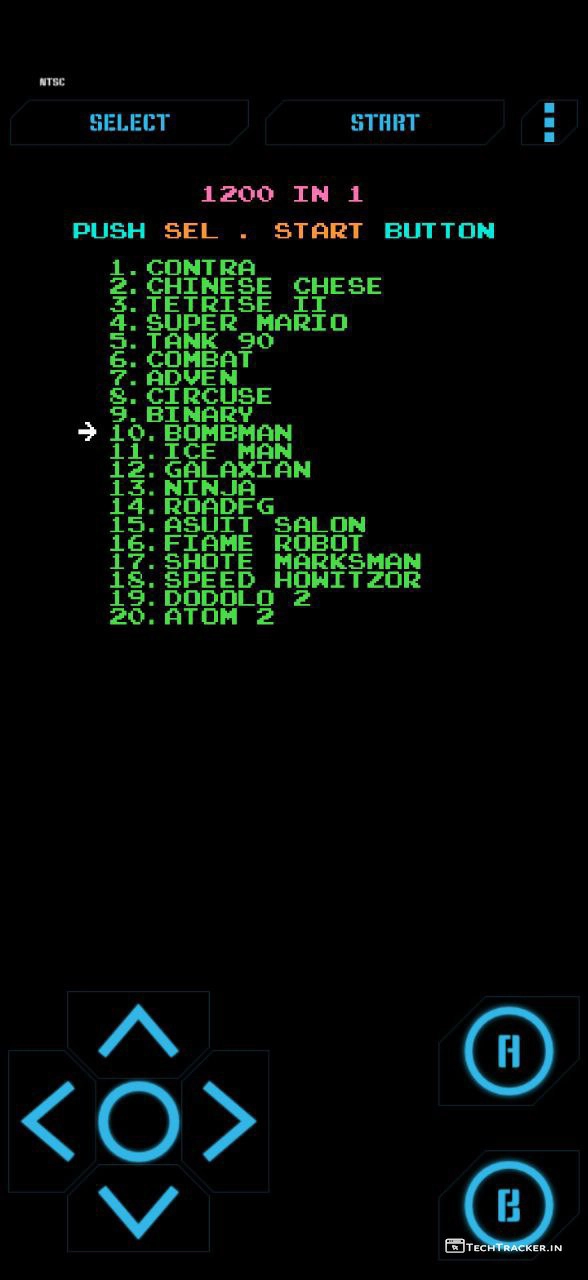 NTSC
SELECT START
1200 IN 1
PUSH SEL . START BUTTON
1. CONTRA
2. CHINESE CHESE
3. TETRISE II
4. SUPER MARIO
5. TANK 90
6. COMBAT
7. ADVEN
8. CIRCUSE
9. BINARY
10. BOMBMAN
11. ICE MAN
12. GALAXIAN
13. NINJA
14. ROADFG
15. ASUIT SALON
16. FIAME ROBOT
17. SHOTE MARKSMAN
18. SPEED HOWITZOR
19. DODOLO 2
20. ATOM 2
A
B
TECHTRACKER.IN